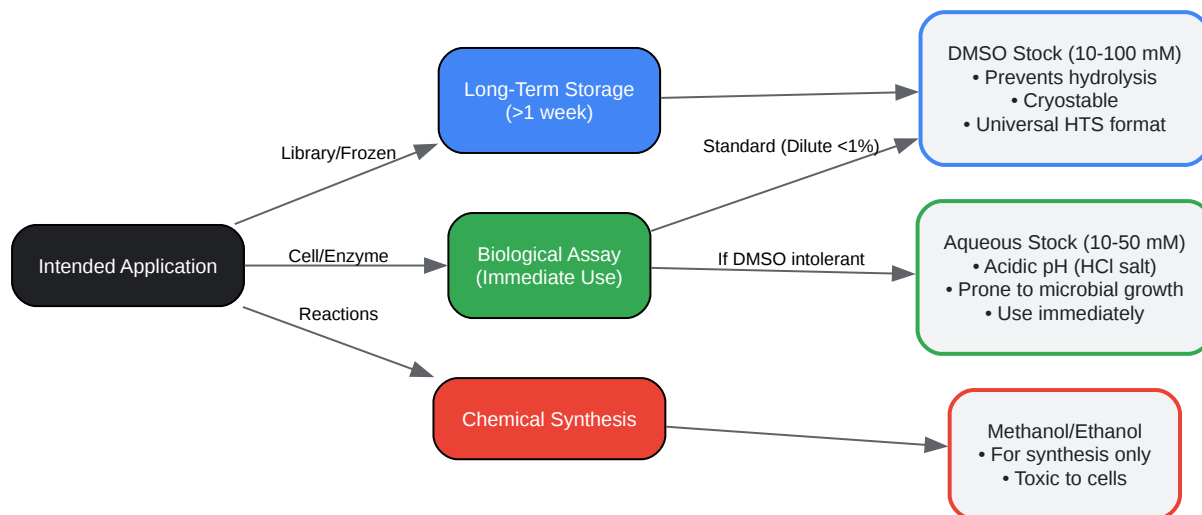 Intended Application
Library/Frozen
Cell/Enzyme
Reactions
Long-Term Storage
(>1 week)
Biological Assay
(Immediate Use)
Chemical Synthesis
Standard (Dilute <1%)
If DMSO intolerant
DMSO Stock (10-100 mM)
• Prevents hydrolysis
• Cryostable
• Universal HTS format
Aqueous Stock (10-50 mM)
• Acidic pH (HCl salt)
• Prone to microbial growth
• Use immediately
Methanol/Ethanol
• For synthesis only
• Toxic to cells